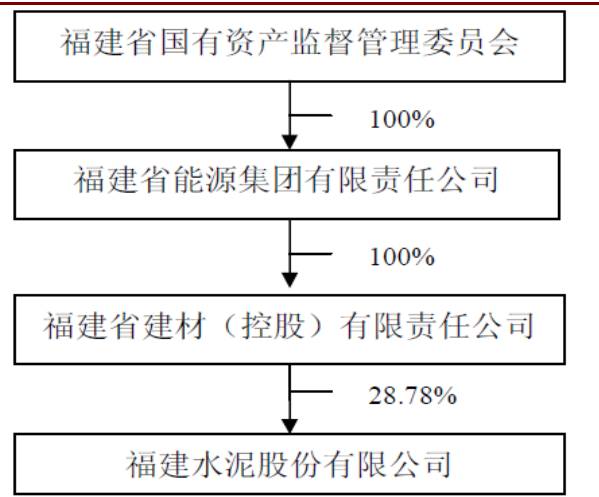 福建省国有资产监督管理委员会
100%
福建省能源集团有限责任公司
100%
福建省建材（控股）有限责任公司
28.78%
福建水泥股份有限公司